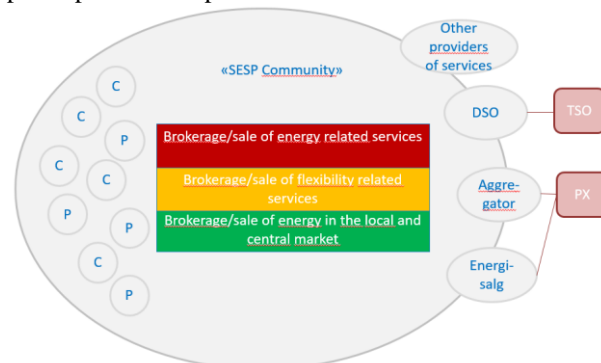 Other
providers
of services
«SESP Community»
C
C
P
C
C
P
P
C
P
Brokerage/sale of energy related services
Brokerage/sale of flexibility related
services
Brokerage/sale of energy in the local and
central market
DSO
TSO
Aggre-
gator
PX
Energi-
salg